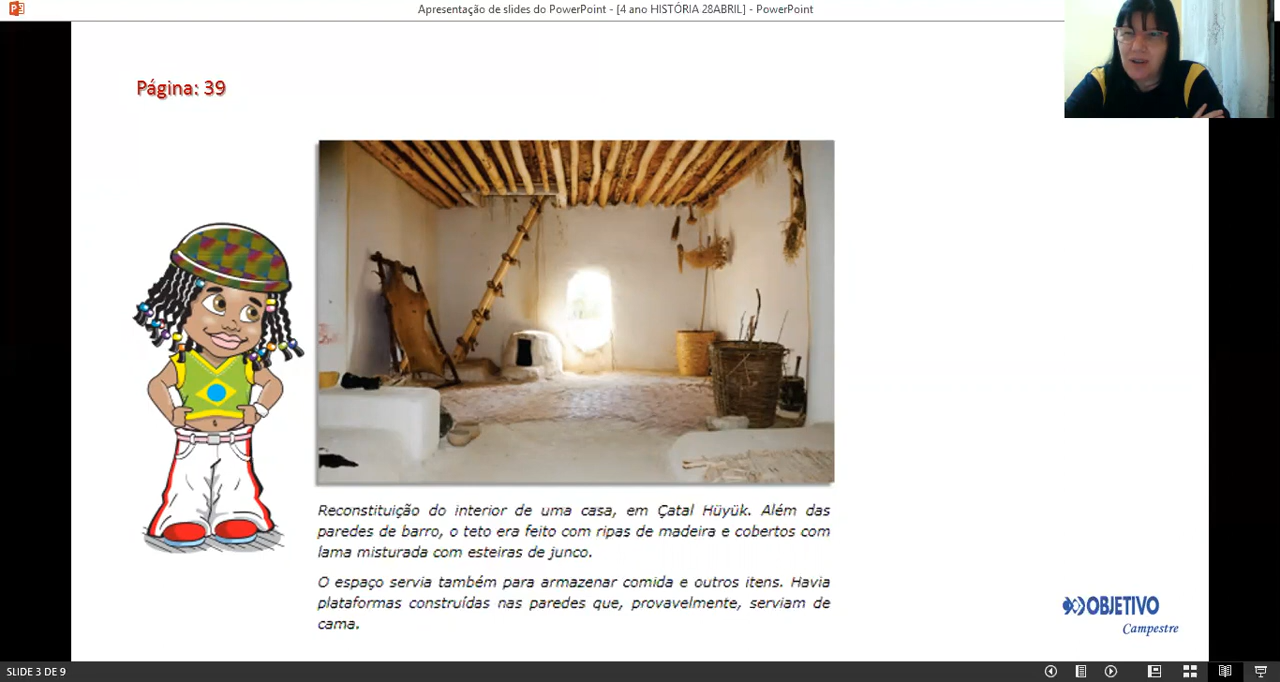 Apresentação de slides do PowerPoint - [4 ano HISTÓRIA 28ABRIL] - PowerPoint
Página: 39
Reconstituição do interior de uma casa, em Çatal Hüyük. Além das
paredes de barro, o teto era feito com ripas de madeira e cobertos com
lama misturada com esteiras de junco.
O espaço servia também para armazenar comida e outros itens. Havia
plataformas construídas nas paredes que, provavelmente, serviam de
cama.
OBJETIVO
Campestre
SLIDE 3 DE 9